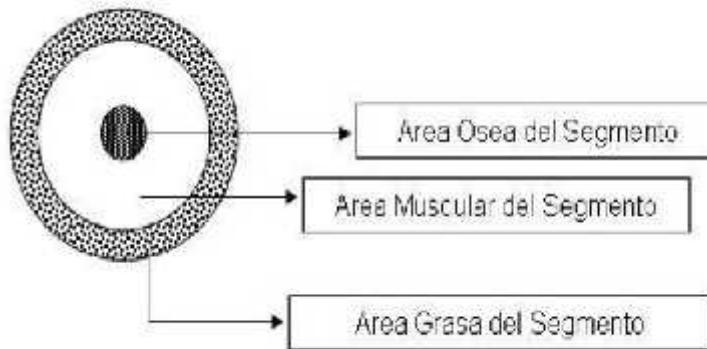 Area Osea del Segmento
Area Muscular del Segmento
Area Grasa del Segmento